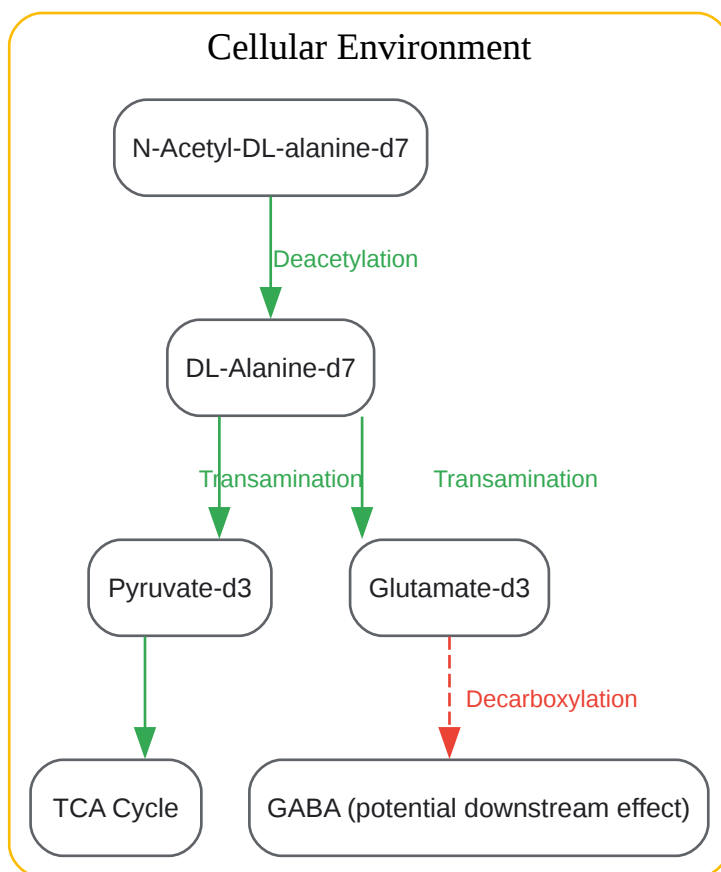 Cellular Environment
N-Acetyl-DL-alanine-d7
Deacetylation
DL-Alanine-d7
Transamination
Transamination
Pyruvate-d3
Glutamate-d3
Decarboxylation
TCA Cycle
GABA (potential downstream effect)